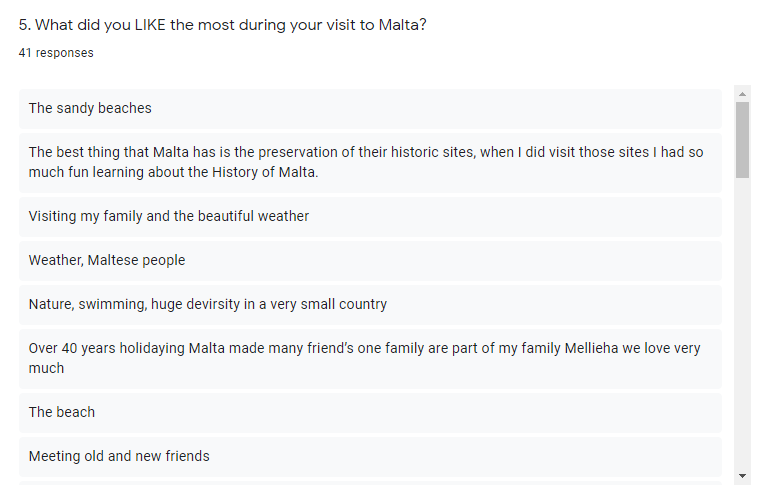 5. What did you LIKE the most during your visit to Malta?
41 responses
The sandy beaches
The best thing that Malta has is the preservation of their historic sites, when I did visit those sites I had so
much fun learning about the History of Malta.
Visiting my family and the beautiful weather
Weather, Maltese people
Nature, swimming, huge devirsity in a very small country
Over 40 years holidaying Malta made many friend's one family are part of my family Mellieha we love very
much
The beach
Meeting old and new friends